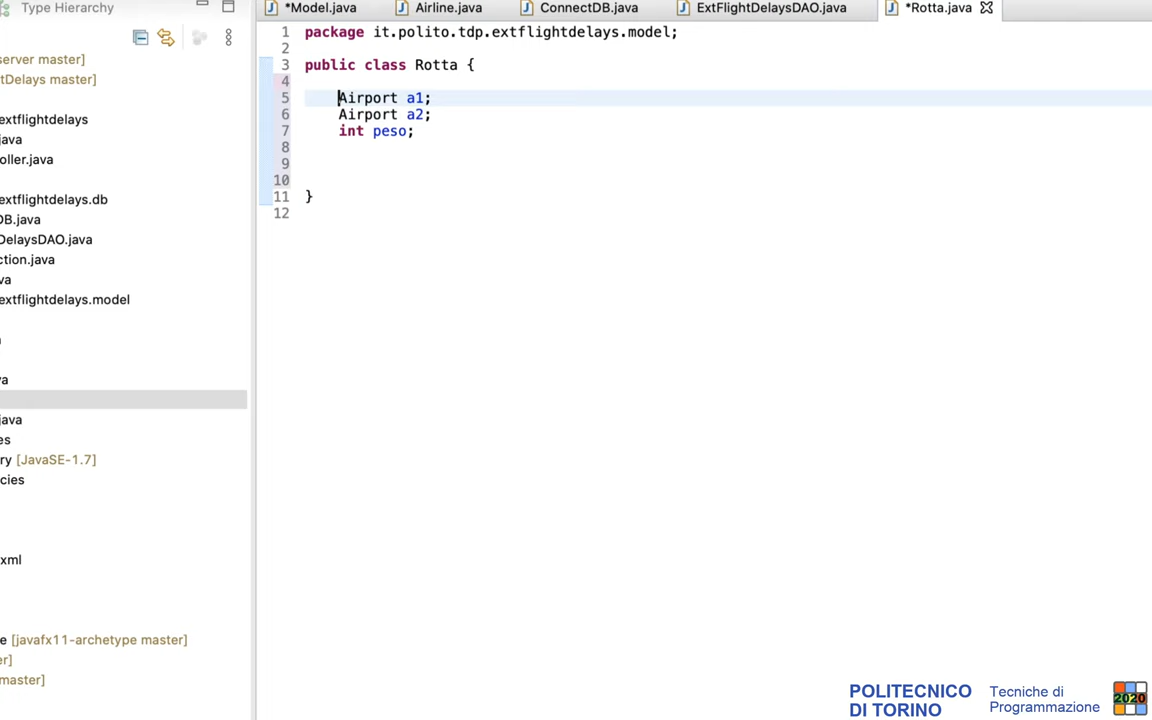 Type Hierarchy
*Model.java
Airline.java
ConnectDB.java
ExtFlightDelaysDAO.java
*Rotta.java
server master]
tDelays master]
extflightdelays
java
oller.java
extflightdelays.db
DB.java
DelaysDAO.java
ction.java
va
extflightdelays.model
va
java
es
ry [JavaSE-1.7]
cies
xml
e [javafx11-archetype master]
er]
master]
1 package it.polito.tdp.extflightdelays.model;
2
3 public class Rotta {
4
5 Airport a1;
6 Airport a2;
7 int peso;
8
9
10
11 }
12
POLITECNICO
DI TORINO
Tecniche di
Programmazione
2020